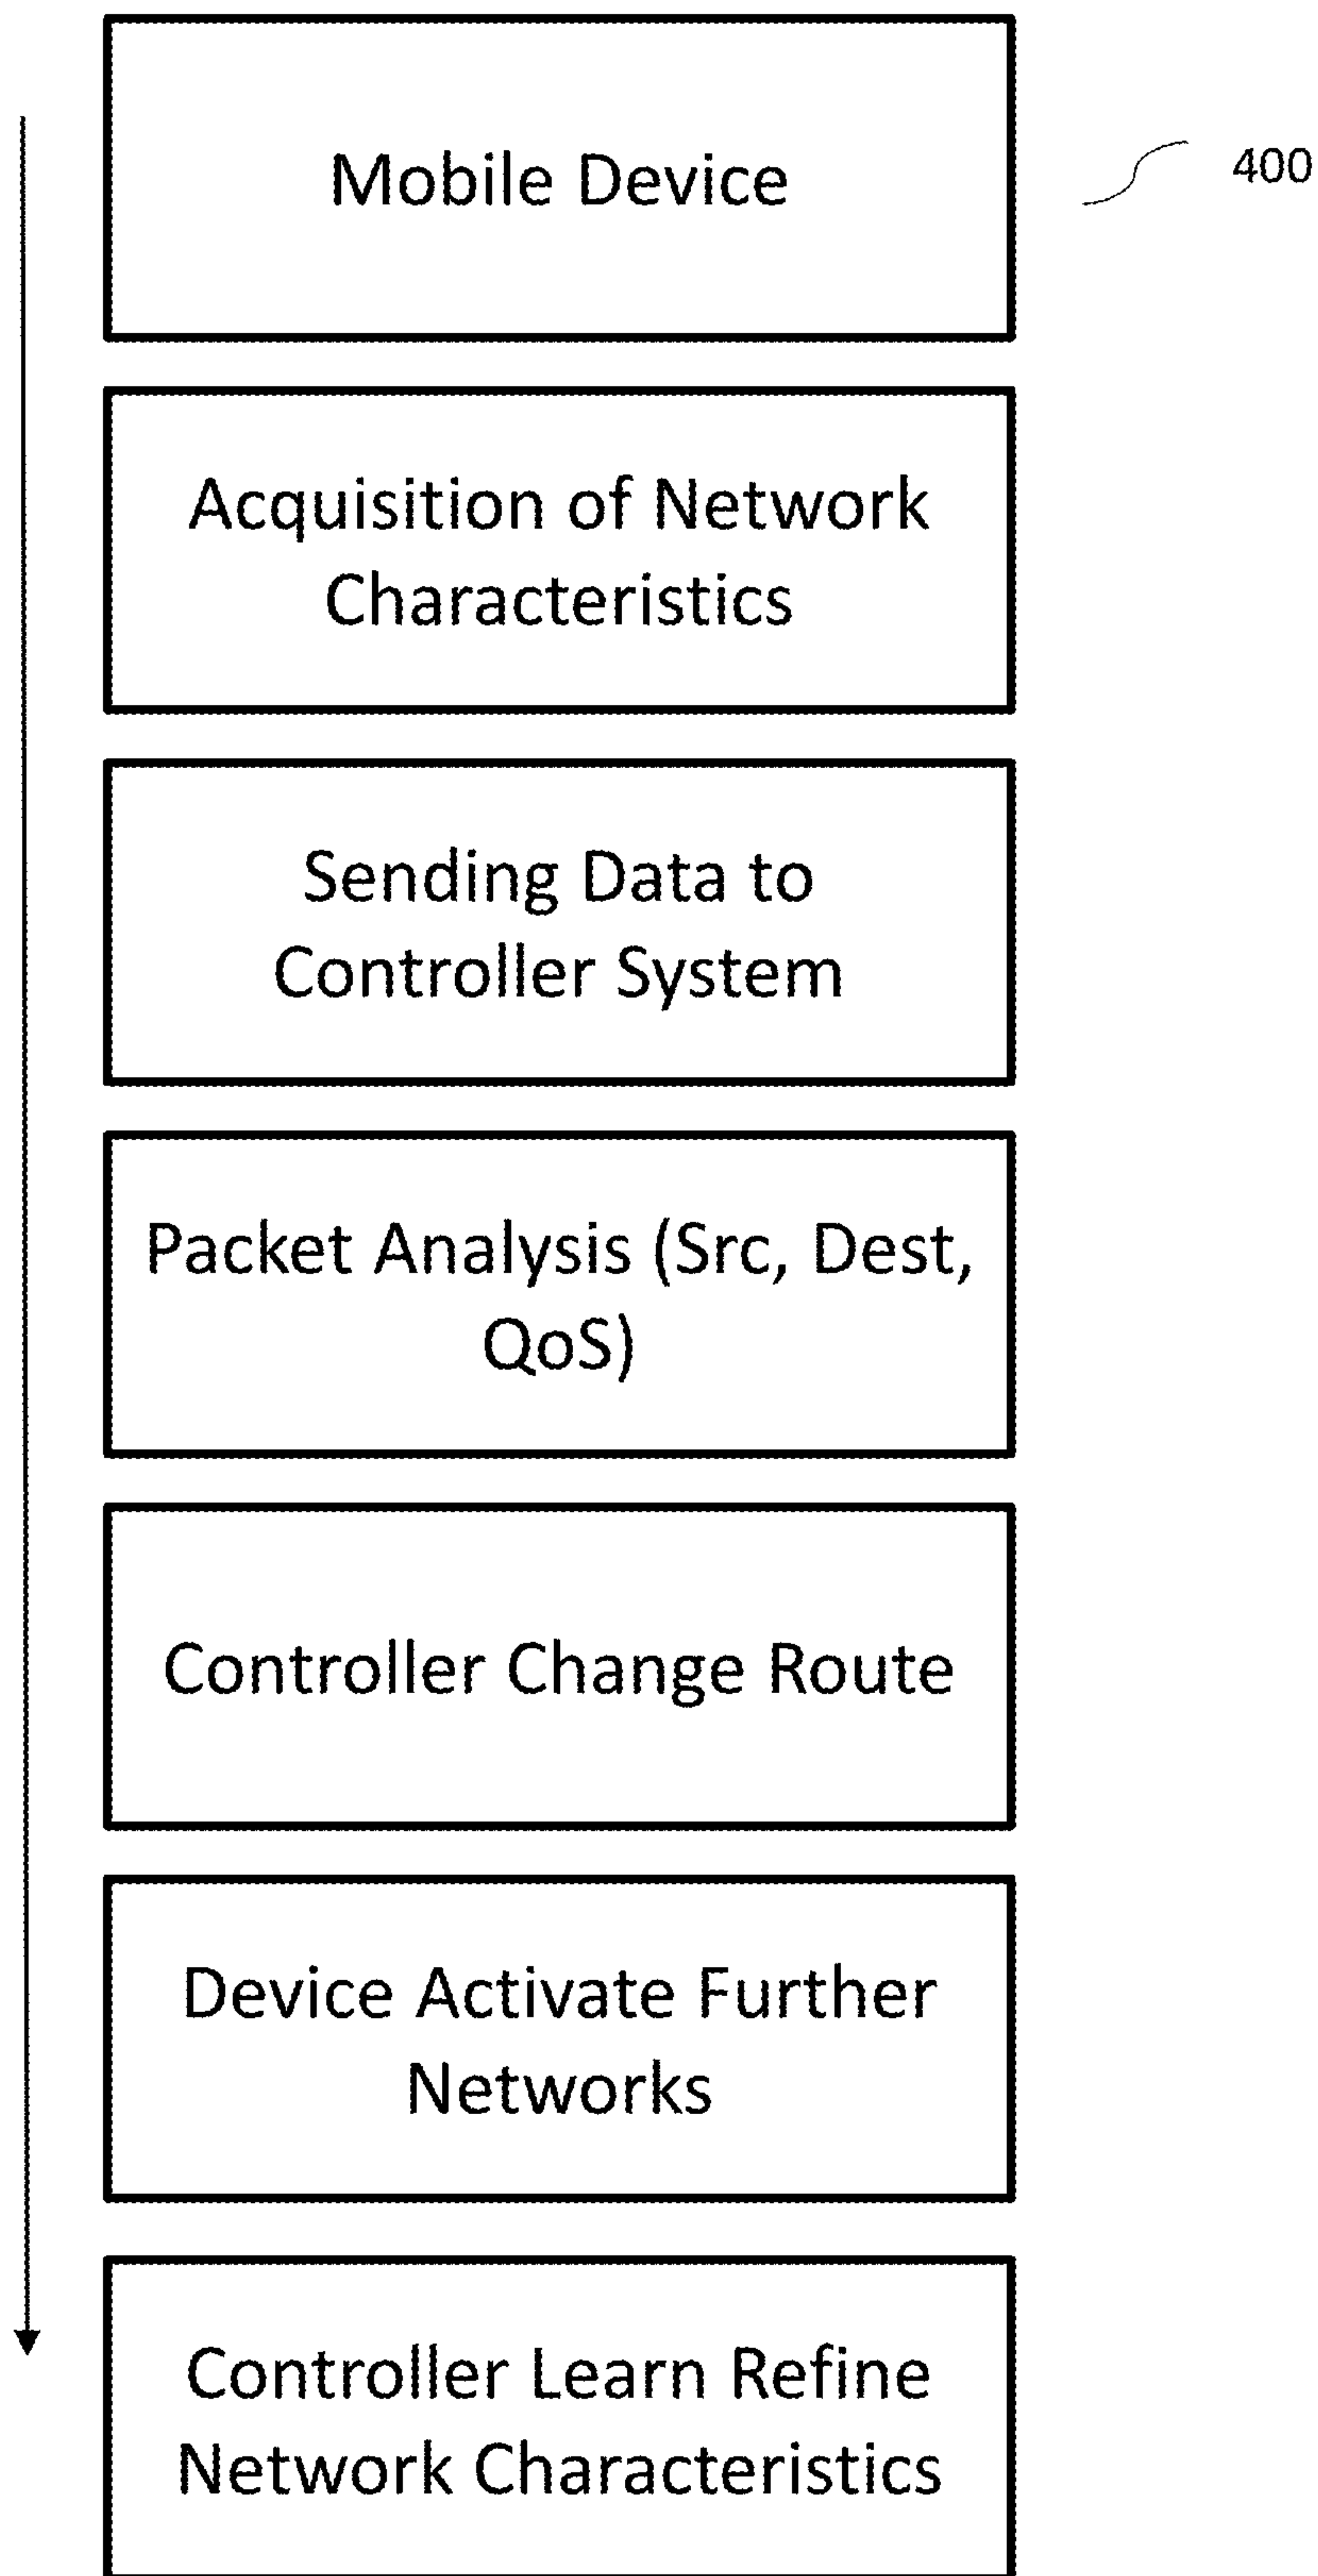 Mobile Device
400
Acquisition of Network
Characteristics
Sending Data to
Controller System
Packet Analysis (Src, Dest,
QoS)
Controller Change Route
Device Activate Further
Networks
Controller Learn Refine
Network Characteristics